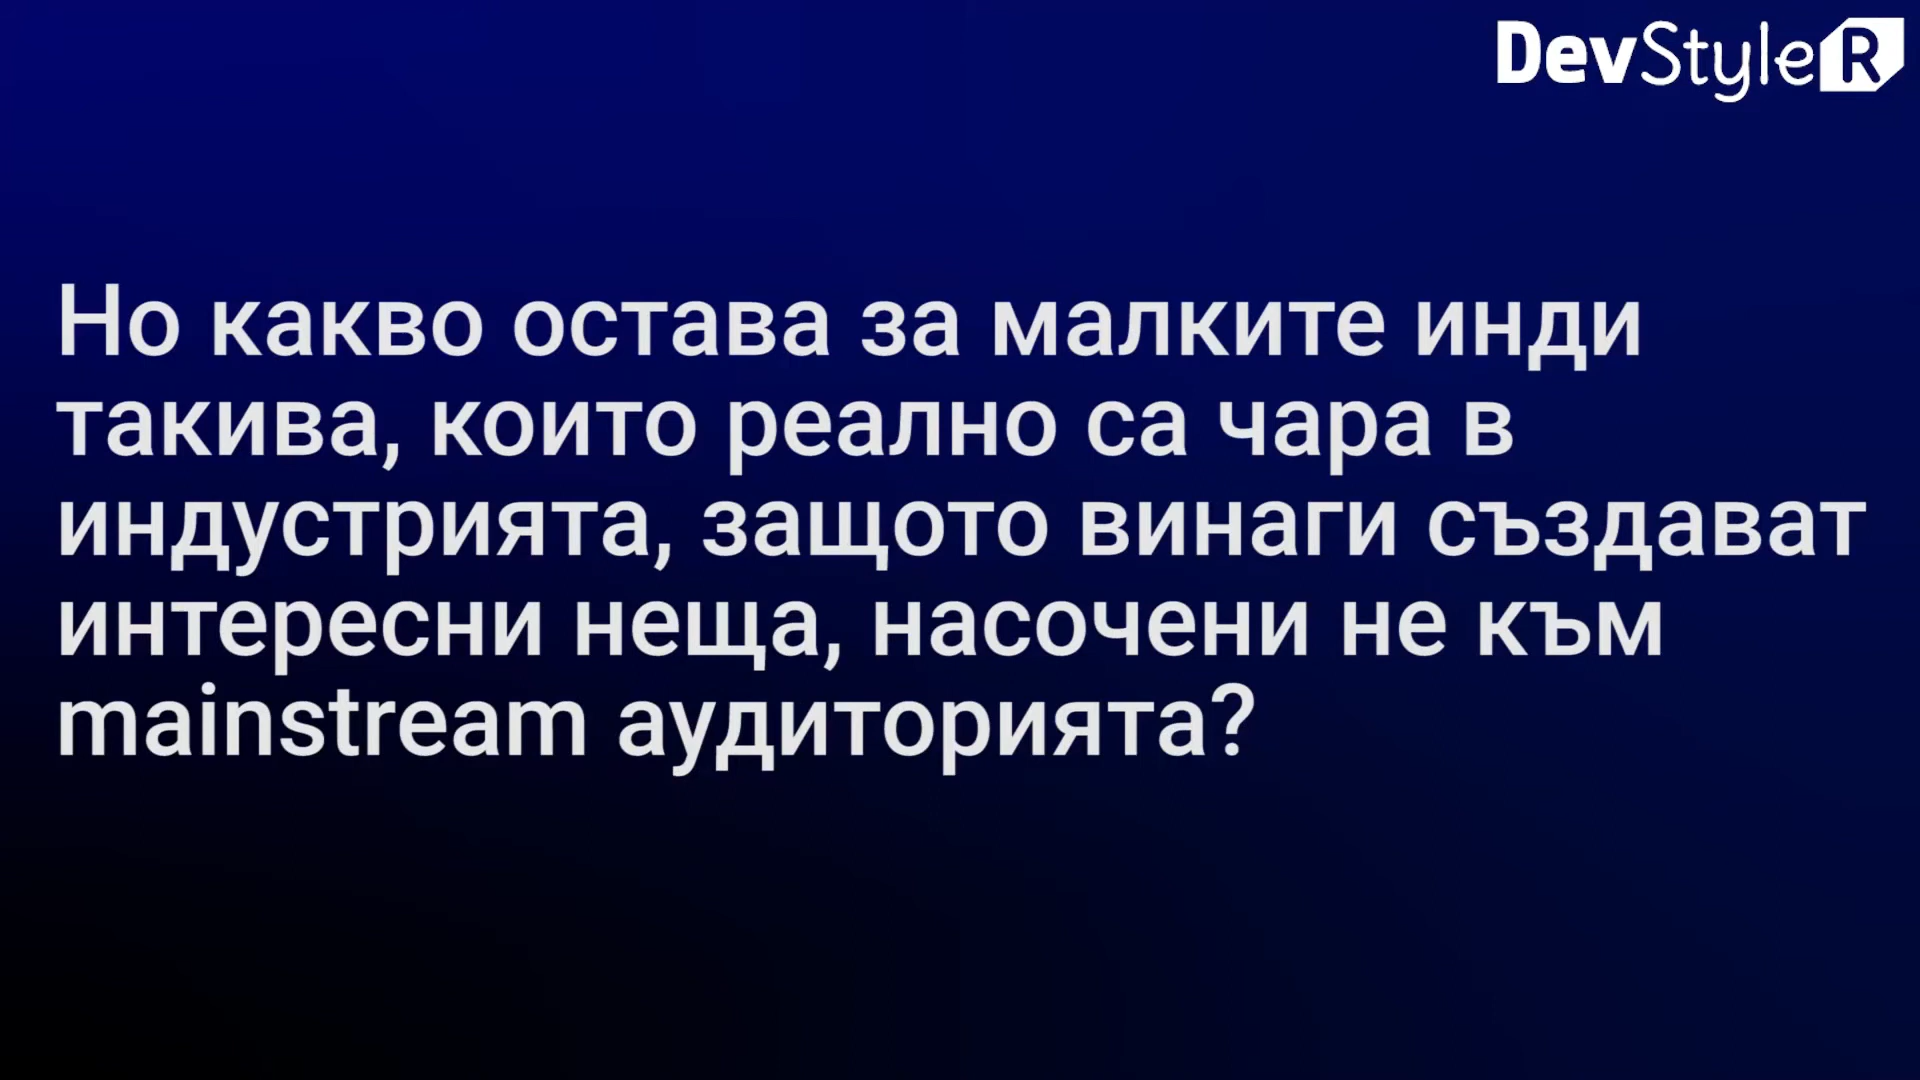 DevStyleR
Но какво остава за малките инди
такива, които реално са чара в
индустрията, защото винаги създават
интересни неща, насочени не към
mainstream аудиторията?